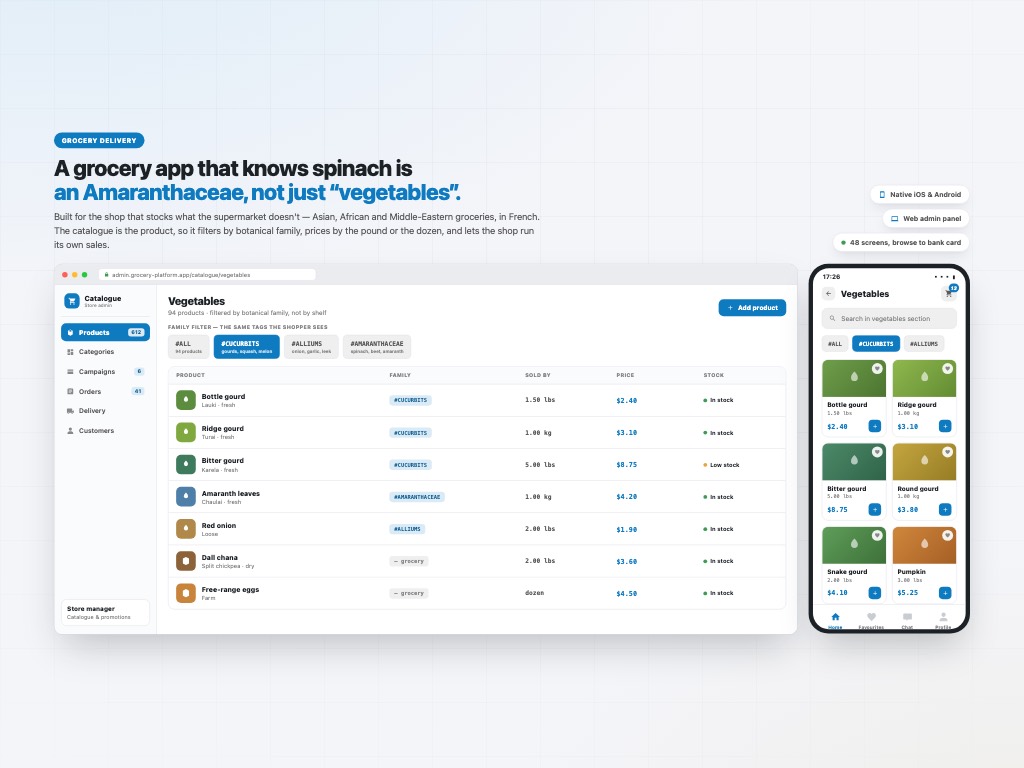 GROCERY DELIVERY
A grocery app that knows spinach is
an Amaranthaceae, not just “vegetables”.
Built for the shop that stocks what the supermarket doesn't — Asian, African and Middle-Eastern groceries, in French.
The catalogue is the product, so it filters by botanical family, prices by the pound or the dozen, and lets the shop run
its own sales.
Native iOS & Android
Web admin panel
48 screens, browse to bank card
admin.grocery-platform.app/catalogue/vegetables
Catalogue
Store admin
Products 612
Categories
Campaigns 6
Orders 41
Delivery
Customers
Store manager
Catalogue & promotions
Vegetables
94 products · filtered by botanical family, not by shelf
+ Add product
FAMILY FILTER — THE SAME TAGS THE SHOPPER SEES
#ALL
94 products
#CUCURBITS
gourds, squash, melon
#ALLIUMS
onion, garlic, leek
#AMARANTHACEAE
spinach, beet, amaranth
PRODUCT FAMILY SOLD BY PRICE STOCK
Bottle gourd
Lauki · fresh
#CUCURBITS 1.50 lbs $2.40 In stock
Ridge gourd
Turai · fresh
#CUCURBITS 1.00 kg $3.10 In stock
Bitter gourd
Karela · fresh
#CUCURBITS 5.00 lbs $8.75 Low stock
Amaranth leaves
Chaulai · fresh
#AMARANTHACEAE 1.00 kg $4.20 In stock
Red onion
Loose
#ALLIUMS 2.00 lbs $1.90 In stock
Dall chana
Split chickpea · dry
— grocery 2.00 lbs $3.60 In stock
Free-range eggs
Farm
— grocery dozen $4.50 In stock
17:26
Vegetables
12
Search in vegetables section
#ALL #CUCURBITS #ALLIUMS
Bottle gourd
1.50 lbs
$2.40 +
Ridge gourd
1.00 kg
$3.10 +
Bitter gourd
5.00 lbs
$8.75 +
Round gourd
1.00 kg
$3.80 +
Snake gourd
2.00 lbs
$4.10 +
Pumpkin
3.00 lbs
$5.25 +
Home Favourites Chat Profile